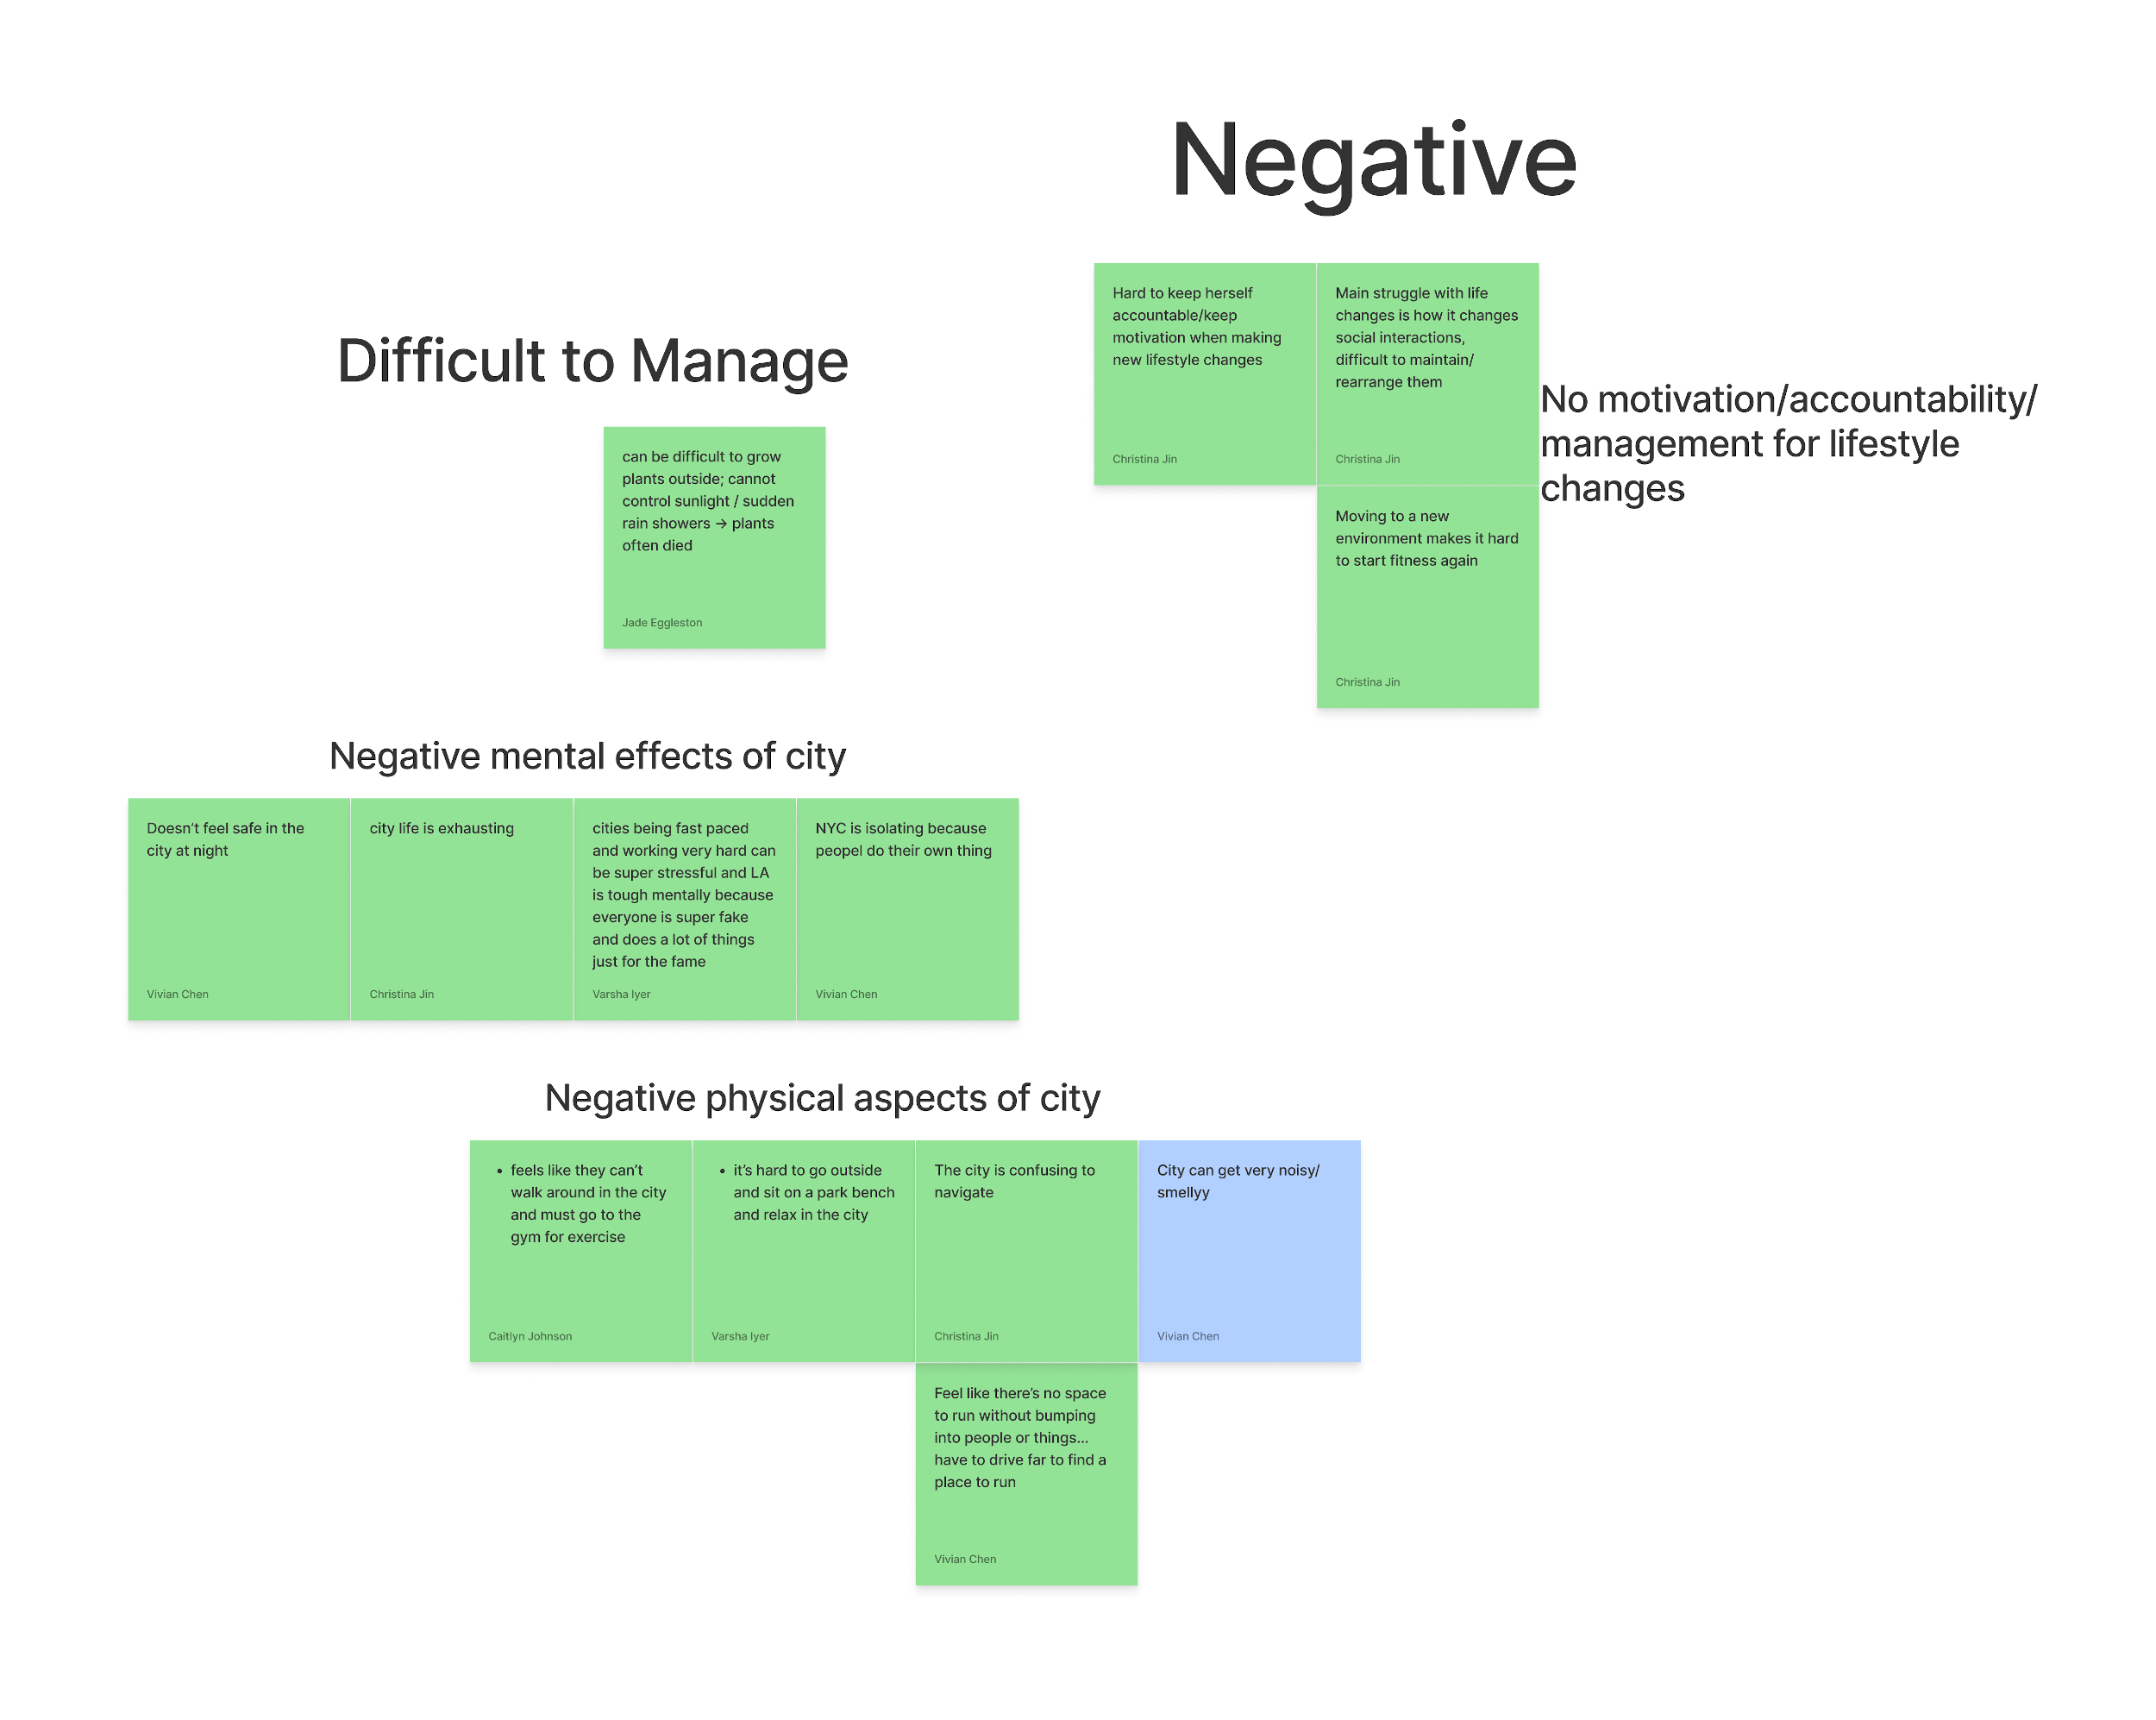 Negative
Hard to keep herself
accountable/keep
motivation when making
new lifestyle changes
Christina Jin
Main struggle with life
changes is how it changes
social interactions,
difficult to maintain/
rearrange them
Christina Jin
No motivation/accountability/
management for lifestyle
changes
Moving to a new
environment makes it hard
to start fitness again
Christina Jin
Difficult to Manage
can be difficult to grow
plants outside; cannot
control sunlight / sudden
rain showers → plants
often died
Jade Eggleston
Negative mental effects of city
Doesn't feel safe in the
city at night
Vivian Chen
city life is exhausting
Christina Jin
cities being fast paced
and working very hard can
be super stressful and LA
is tough mentally because
everyone is super fake
and does a lot of things
just for the fame
Varsha Iyer
NYC is isolating because
peopel do their own thing
Vivian Chen
Negative physical aspects of city
• feels like they can't
walk around in the city
and must go to the
gym for exercise
Caitlyn Johnson
• it's hard to go outside
and sit on a park bench
and relax in the city
Varsha Iyer
The city is confusing to
navigate
Christina Jin
City can get very noisy/
smellyy
Vivian Chen
Feel like there's no space
to run without bumping
into people or things...
have to drive far to find a
place to run
Vivian Chen